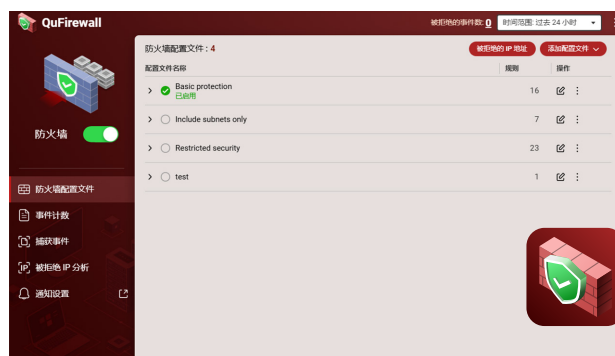 QuFirewall
被拒绝的事件数: 0
时间范围: 过去 24 小时
防火墙配置文件 : 4
被拒绝的 IP 地址
添加配置文件
配置文件名称
规则
操作
Basic protection
已启用
16
Include subnets only
7
Restricted security
23
test
1
防火墙
防火墙配置文件
事件计数
捕获事件
被拒绝 IP 分析
通知设置